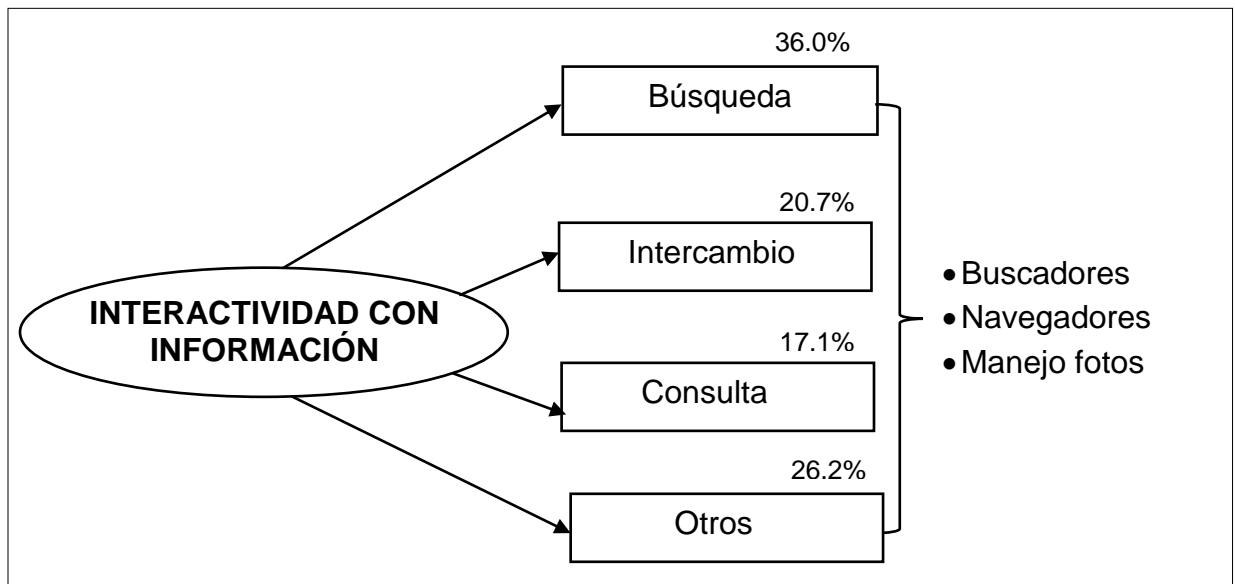 36.0%
Búsqueda
20.7%
Intercambio
INTERACTIVIDAD CON
INFORMACIÓN
17.1%
Consulta
26.2%
Otros
•Buscadores
•Navegadores
•Manejo fotos